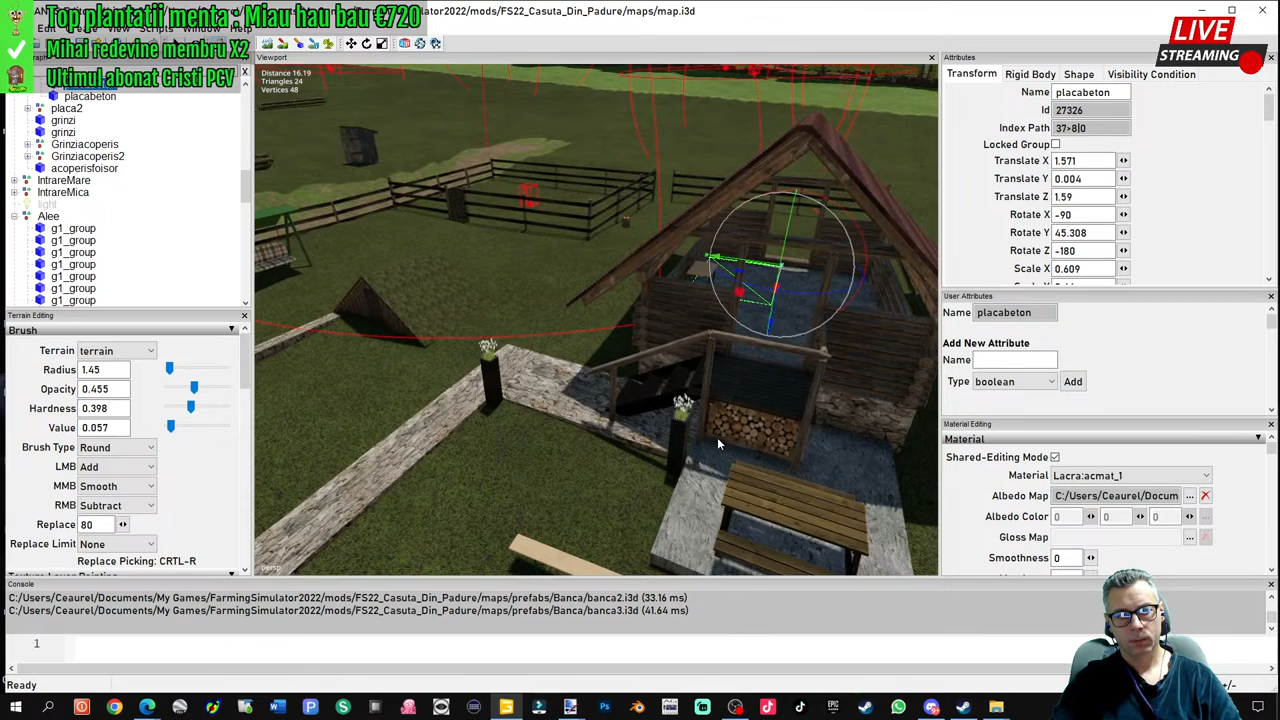 Top plantatii menta : Miau hau bau €720
Mihai redevine membru X2
Ultimul abonat Cristi PCV
Simulator2022/mods/FS22_Casuta_Din_Padure/maps/map.i3d
LIVE
STREAMING
Viewport
Distance 16.19
Triangles 24
Vertices 48
persp
placabeton
placa2
grinzi
grinzi
Grinziacoperis
Grinziacoperis2
acoperisfoisor
IntrareMare
IntrareMica
light
Alee
g1_group
g1_group
g1_group
g1_group
g1_group
g1_group
g1_group
Terrain Editing
Brush
Terrain terrain
Radius 1.45
Opacity 0.455
Hardness 0.398
Value 0.057
Brush Type Round
LMB Add
MMB Smooth
RMB Subtract
Replace 80
Replace Limit None
Replace Picking: CRTL-R
Attributes
Transform Rigid Body Shape Visibility Condition
Name placabeton
Id 27326
Index Path 37>8|0
Locked Group
Translate X 1.571
Translate Y 0.004
Translate Z 1.59
Rotate X -90
Rotate Y 45.308
Rotate Z -180
Scale X 0.609
User Attributes
Name placabeton
Add New Attribute
Name
Type boolean Add
Material Editing
Material
Shared-Editing Mode
Material Lacra:acmat_1
Albedo Map C:/Users/Ceaurel/Docum ...
Albedo Color 0 0 0 ...
Gloss Map ...
Smoothness 0
Console
C:/Users/Ceaurel/Documents/My Games/FarmingSimulator2022/mods/FS22_Casuta_Din_Padure/maps/prefabs/Banca/banca2.i3d (33.16 ms)
C:/Users/Ceaurel/Documents/My Games/FarmingSimulator2022/mods/FS22_Casuta_Din_Padure/maps/prefabs/Banca/banca3.i3d (41.64 ms)
1
Ready
+/-